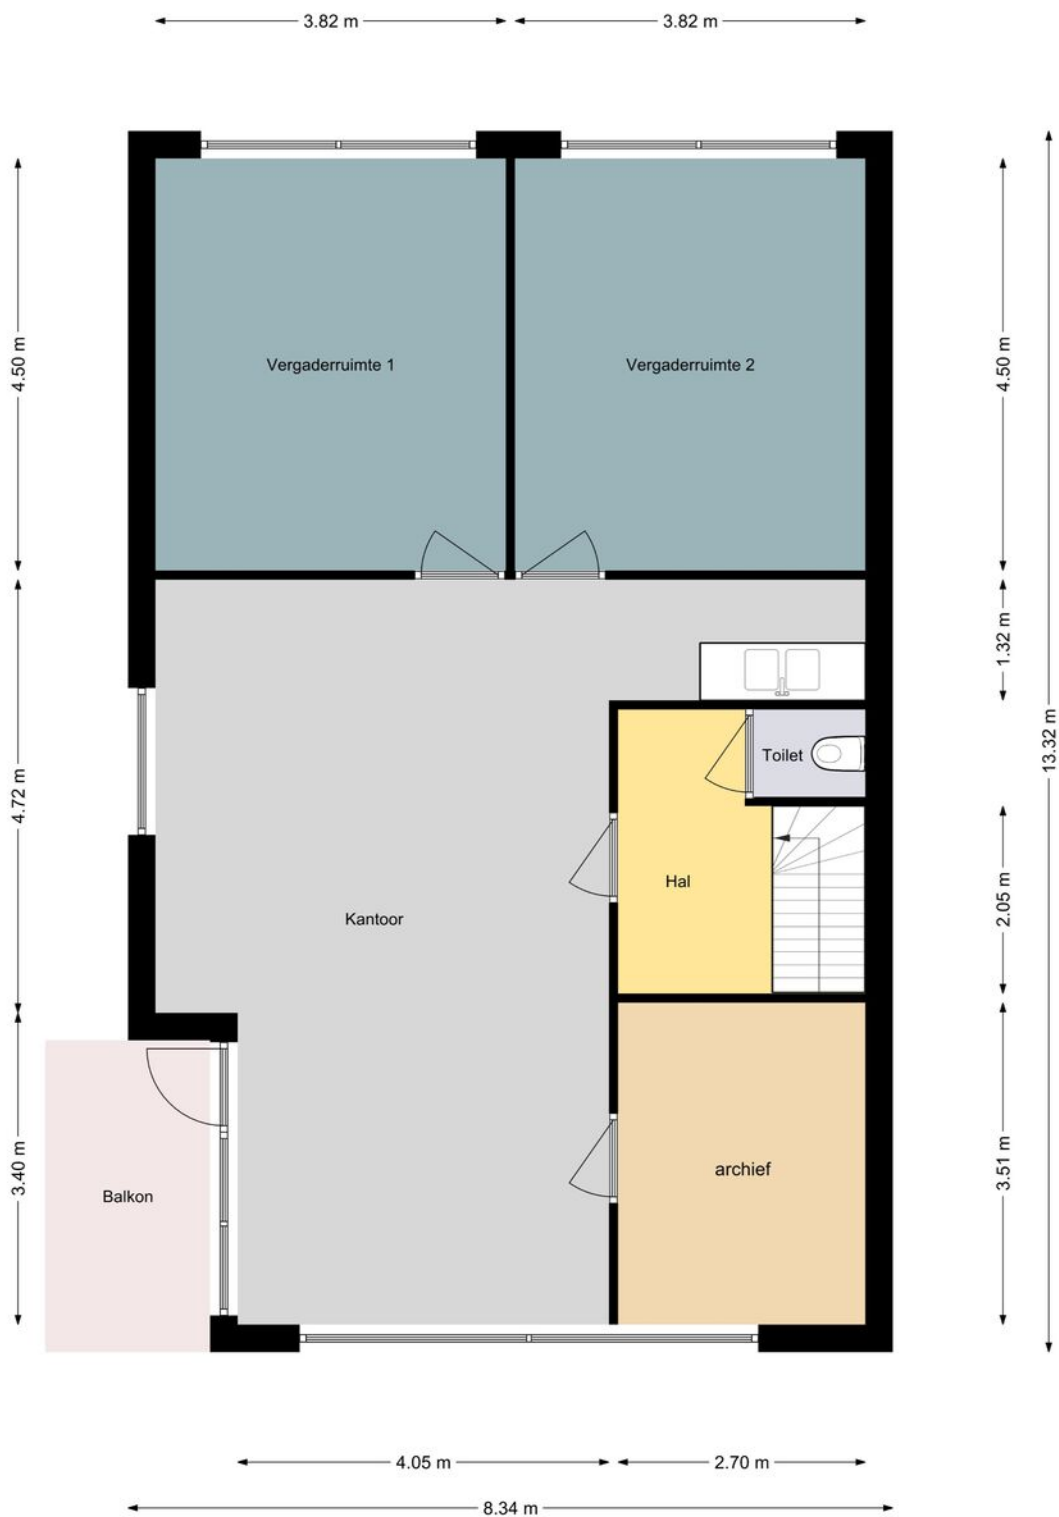 3.82 m
3.82 m
4.50 m
4.50 m
Vergaderruimte 1
Vergaderruimte 2
1.32 m
13.32 m
Toilet
4.72 m
Hal
2.05 m
Kantoor
3.40 m
3.51 m
archief
Balkon
4.05 m
2.70 m
8.34 m